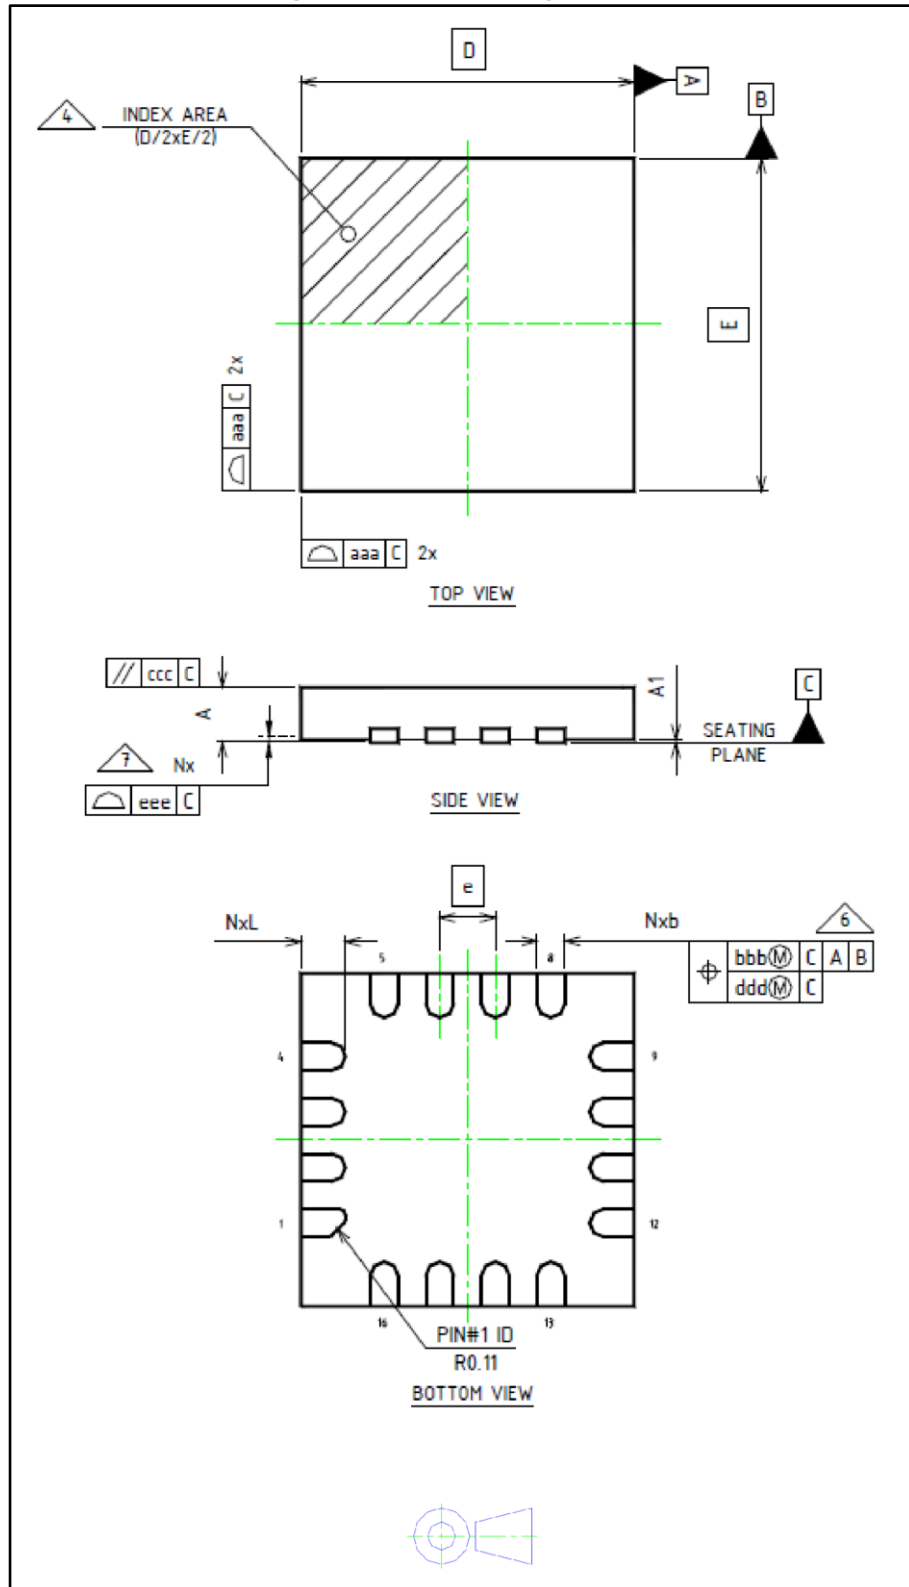 D
A
B
4
INDEX AREA
(D/2xE/2)
E
aaa C 2x
aaa C 2x
TOP VIEW
// ccc C
A
A1
C
SEATING
PLANE
7 Nx
eee C
SIDE VIEW
e
NxL
Nxb
6
bbbⓂ C A B
dddⓂ C
5
8
4
9
1
12
16
13
PIN#1 ID
R0.11
BOTTOM VIEW